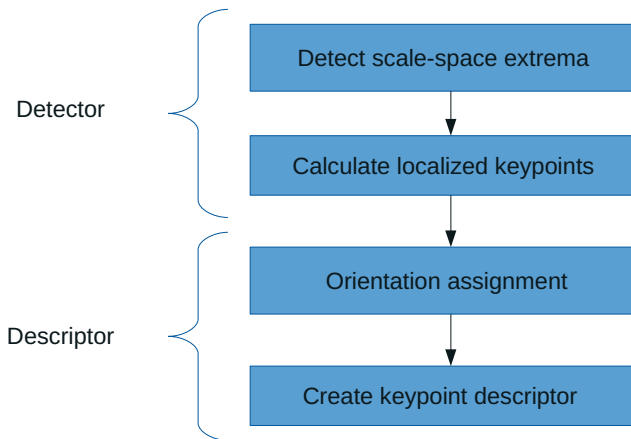 Detect scale-space extrema
Detector
Calculate localized keypoints
Orientation assignment
Descriptor
Create keypoint descriptor